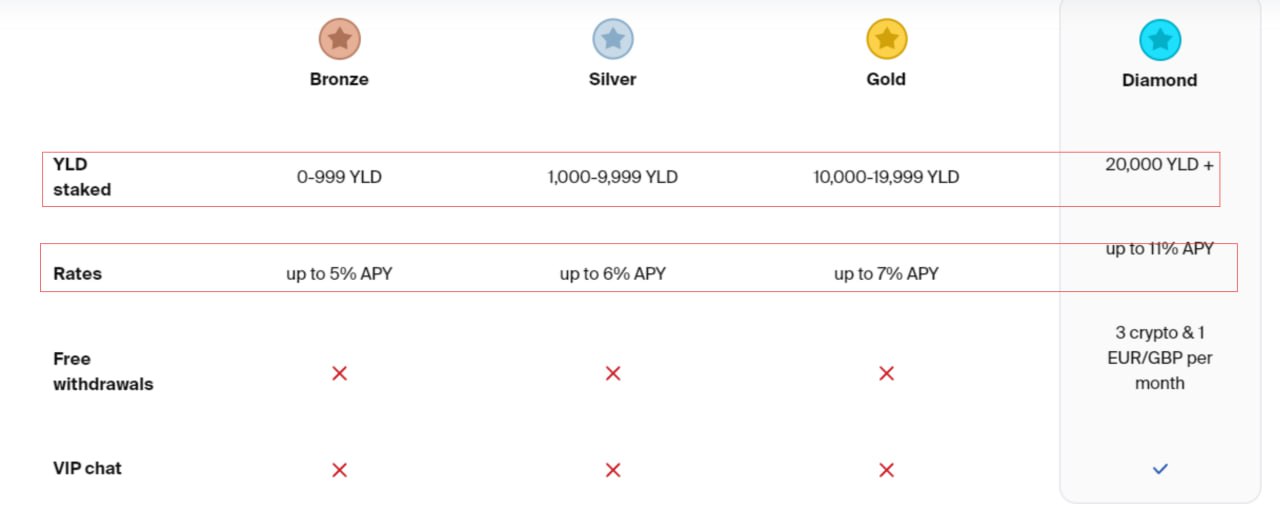 Bronze
Silver
Gold
Diamond
YLD
staked
0-999 YLD
1,000-9,999 YLD
10,000-19,999 YLD
20,000 YLD +
Rates
up to 5% APY
up to 6% APY
up to 7% APY
up to 11% APY
Free
withdrawals
3 crypto & 1
EUR/GBP per
month
VIP chat